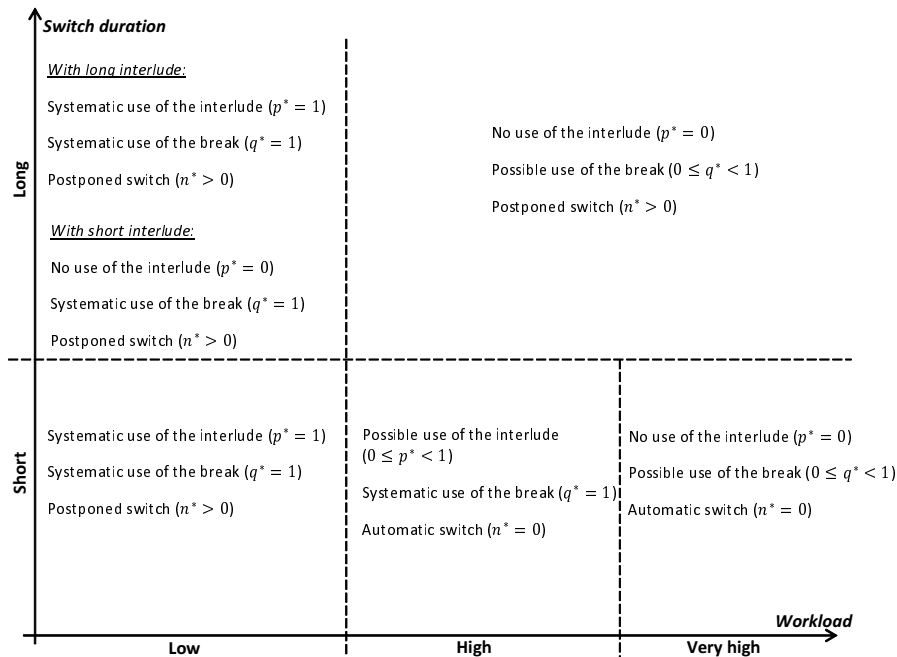 Switch duration
With long interlude:
Systematic use of the interlude (p* = 1)
Systematic use of the break (q* = 1)
Postponed switch (n* > 0)
With short interlude:
No use of the interlude (p* = 0)
Systematic use of the break (q* = 1)
Postponed switch (n* > 0)
No use of the interlude (p* = 0)
Possible use of the break (0 ≤ q* < 1)
Postponed switch (n* > 0)
Long
Systematic use of the interlude (p* = 1)
Systematic use of the break (q* = 1)
Postponed switch (n* > 0)
Possible use of the interlude
(0 ≤ p* < 1)
Systematic use of the break (q* = 1)
Automatic switch (n* = 0)
No use of the interlude (p* = 0)
Possible use of the break (0 ≤ q* < 1)
Automatic switch (n* = 0)
Short
Workload
Low
High
Very high